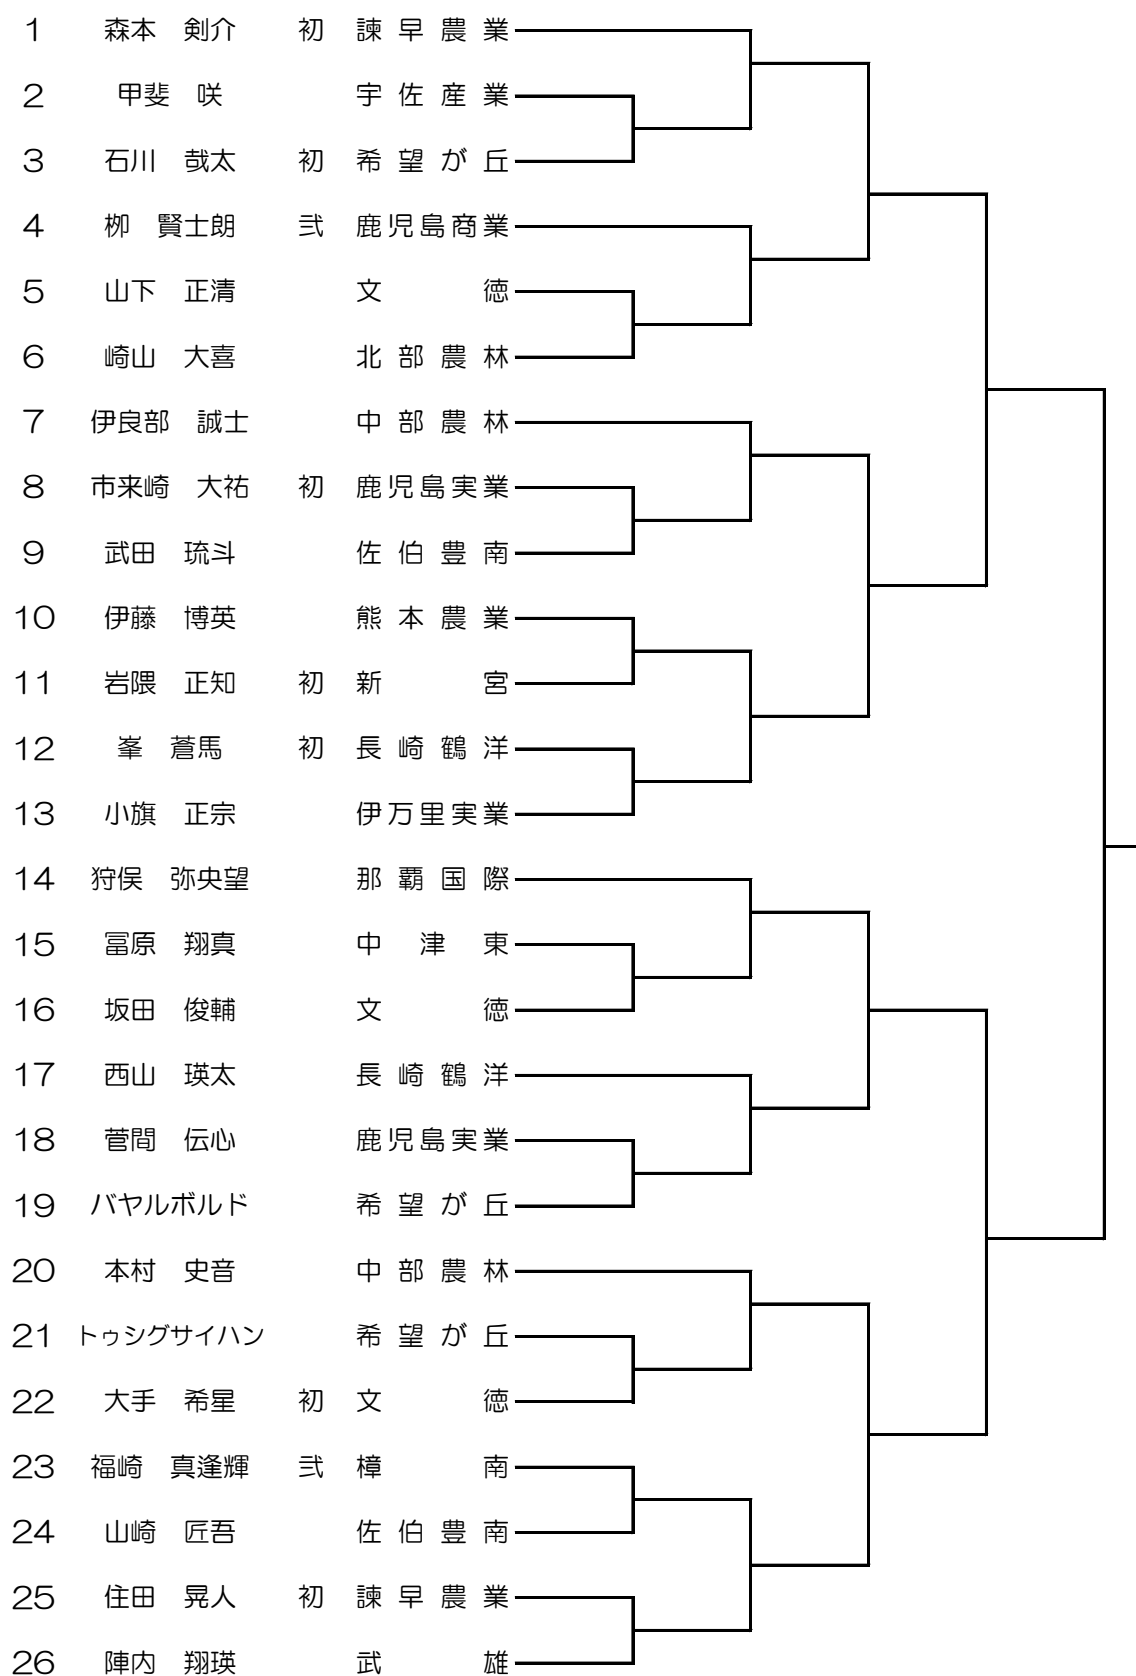 1 森本 剣介 初 諫早農業
2 甲斐 咲 宇佐産業
3 石川 哉太 初 希望が丘
4 栁 賢士朗 弐 鹿児島商業
5 山下 正清 文徳
6 崎山 大喜 北部農林
7 伊良部 誠士 中部農林
8 市来崎 大祐 初 鹿児島実業
9 武田 琉斗 佐伯豊南
10 伊藤 博英 熊本農業
11 岩隈 正知 初 新宮
12 峯 蒼馬 初 長崎鶴洋
13 小旗 正宗 伊万里実業
14 狩俣 弥央望 那覇国際
15 冨原 翔真 中津東
16 坂田 俊輔 文徳
17 西山 瑛太 長崎鶴洋
18 菅間 伝心 鹿児島実業
19 バヤルボルド 希望が丘
20 本村 史音 中部農林
21 トゥシグサイハン 希望が丘
22 大手 希星 初 文徳
23 福崎 真逢輝 弐 樟南
24 山崎 匠吾 佐伯豊南
25 住田 晃人 初 諫早農業
26 陣内 翔瑛 武雄